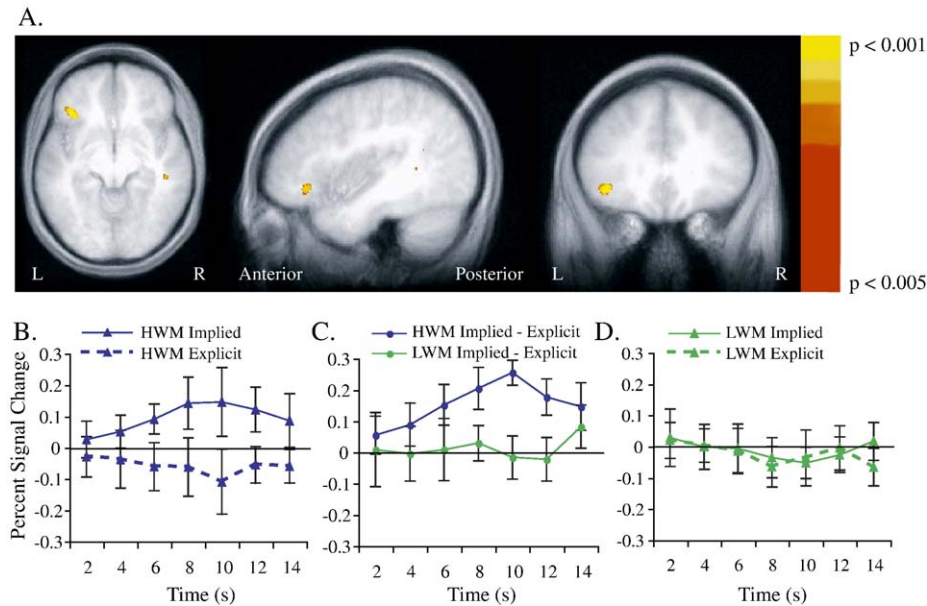 A.
p < 0.001
L R Anterior Posterior L R
p < 0.005
B. C. D.
HWM Implied
HWM Explicit
HWM Implied - Explicit
LWM Implied - Explicit
LWM Implied
LWM Explicit
Percent Signal Change
0.3
0.2
0.1
0
-0.1
-0.2
-0.3
2 4 6 8 10 12 14
Time (s)
0.3
0.2
0.1
0
-0.1
-0.2
-0.3
2 4 6 8 10 12 14
Time (s)
0.3
0.2
0.1
0
-0.1
-0.2
-0.3
2 4 6 8 10 12 14
Time (s)